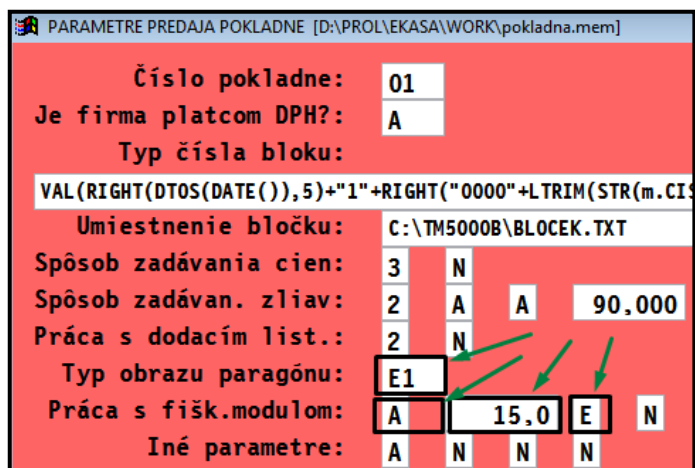 PARAMETRE PREDAJA POKLADNE [D:\PROL\EKASA\WORK\pokladna.mem]
Číslo pokladne: 01
Je firma platcom DPH?: A
Typ čísla bloku:
VAL(RIGHT(DTOS(DATE()),5)+"1"+RIGHT("0000"+LTRIM(STR(m.CIS
Umiestnenie bločku: C:\TM5000B\BLOCEK.TXT
Spôsob zadávania cien: 3 N
Spôsob zadávan. zliav: 2 A A 90,000
Práca s dodacím list.: 2 N
Typ obrazu paragónu: E1
Práca s fišk.modulom: A 15,0 E N
Iné parametre: A N N N